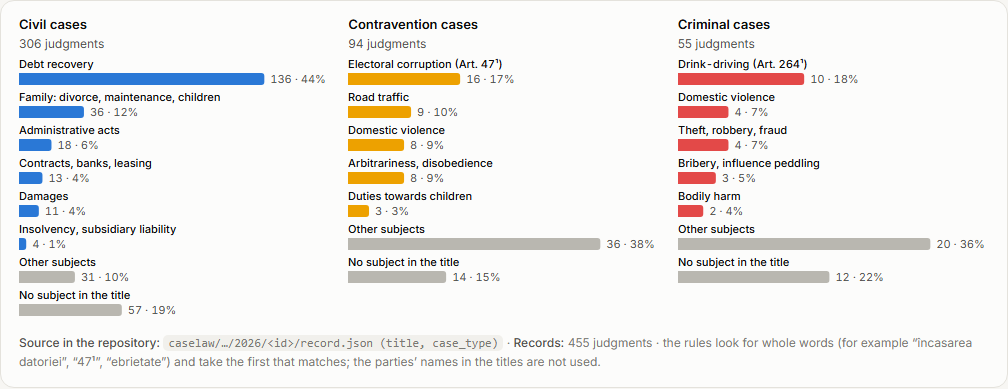 Civil cases
306 judgments
Debt recovery
136 · 44%
Family: divorce, maintenance, children
36 · 12%
Administrative acts
18 · 6%
Contracts, banks, leasing
13 · 4%
Damages
11 · 4%
Insolvency, subsidiary liability
4 · 1%
Other subjects
31 · 10%
No subject in the title
57 · 19%
Contravention cases
94 judgments
Electoral corruption (Art. 47¹)
16 · 17%
Road traffic
9 · 10%
Domestic violence
8 · 9%
Arbitrariness, disobedience
8 · 9%
Duties towards children
3 · 3%
Other subjects
36 · 38%
No subject in the title
14 · 15%
Criminal cases
55 judgments
Drink-driving (Art. 264¹)
10 · 18%
Domestic violence
4 · 7%
Theft, robbery, fraud
4 · 7%
Bribery, influence peddling
3 · 5%
Bodily harm
2 · 4%
Other subjects
20 · 36%
No subject in the title
12 · 22%
Source in the repository: caselaw/…/2026/<id>/record.json (title, case_type) · Records: 455 judgments · the rules look for whole words (for example “încasarea
datoriei”, “47¹”, “ebrietate”) and take the first that matches; the parties’ names in the titles are not used.